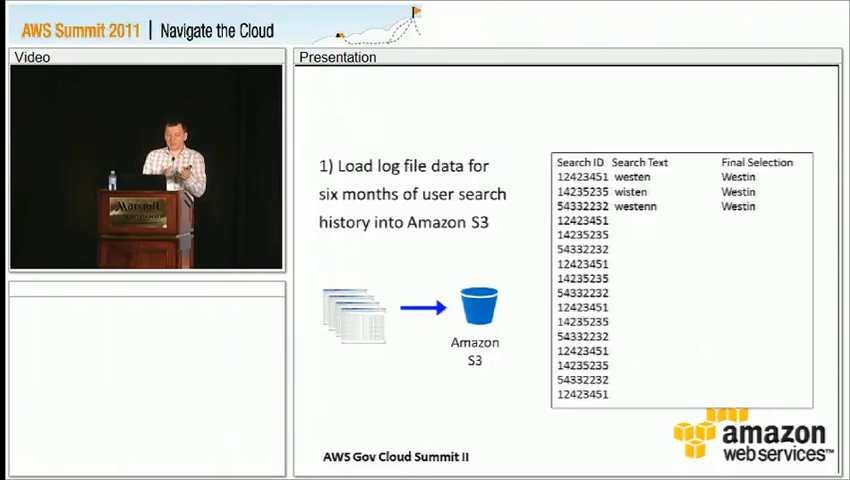 AWS Summit 2011 | Navigate the Cloud
Video
Presentation
Marriott
1) Load log file data for
six months of user search
history into Amazon S3
Amazon
S3
Search ID Search Text Final Selection
12423451 westen Westin
14235235 wisten Westin
54332232 westenn Westin
12423451
14235235
54332232
12423451
14235235
54332232
12423451
14235235
54332232
12423451
14235235
54332232
12423451
AWS Gov Cloud Summit II
amazon
web services™